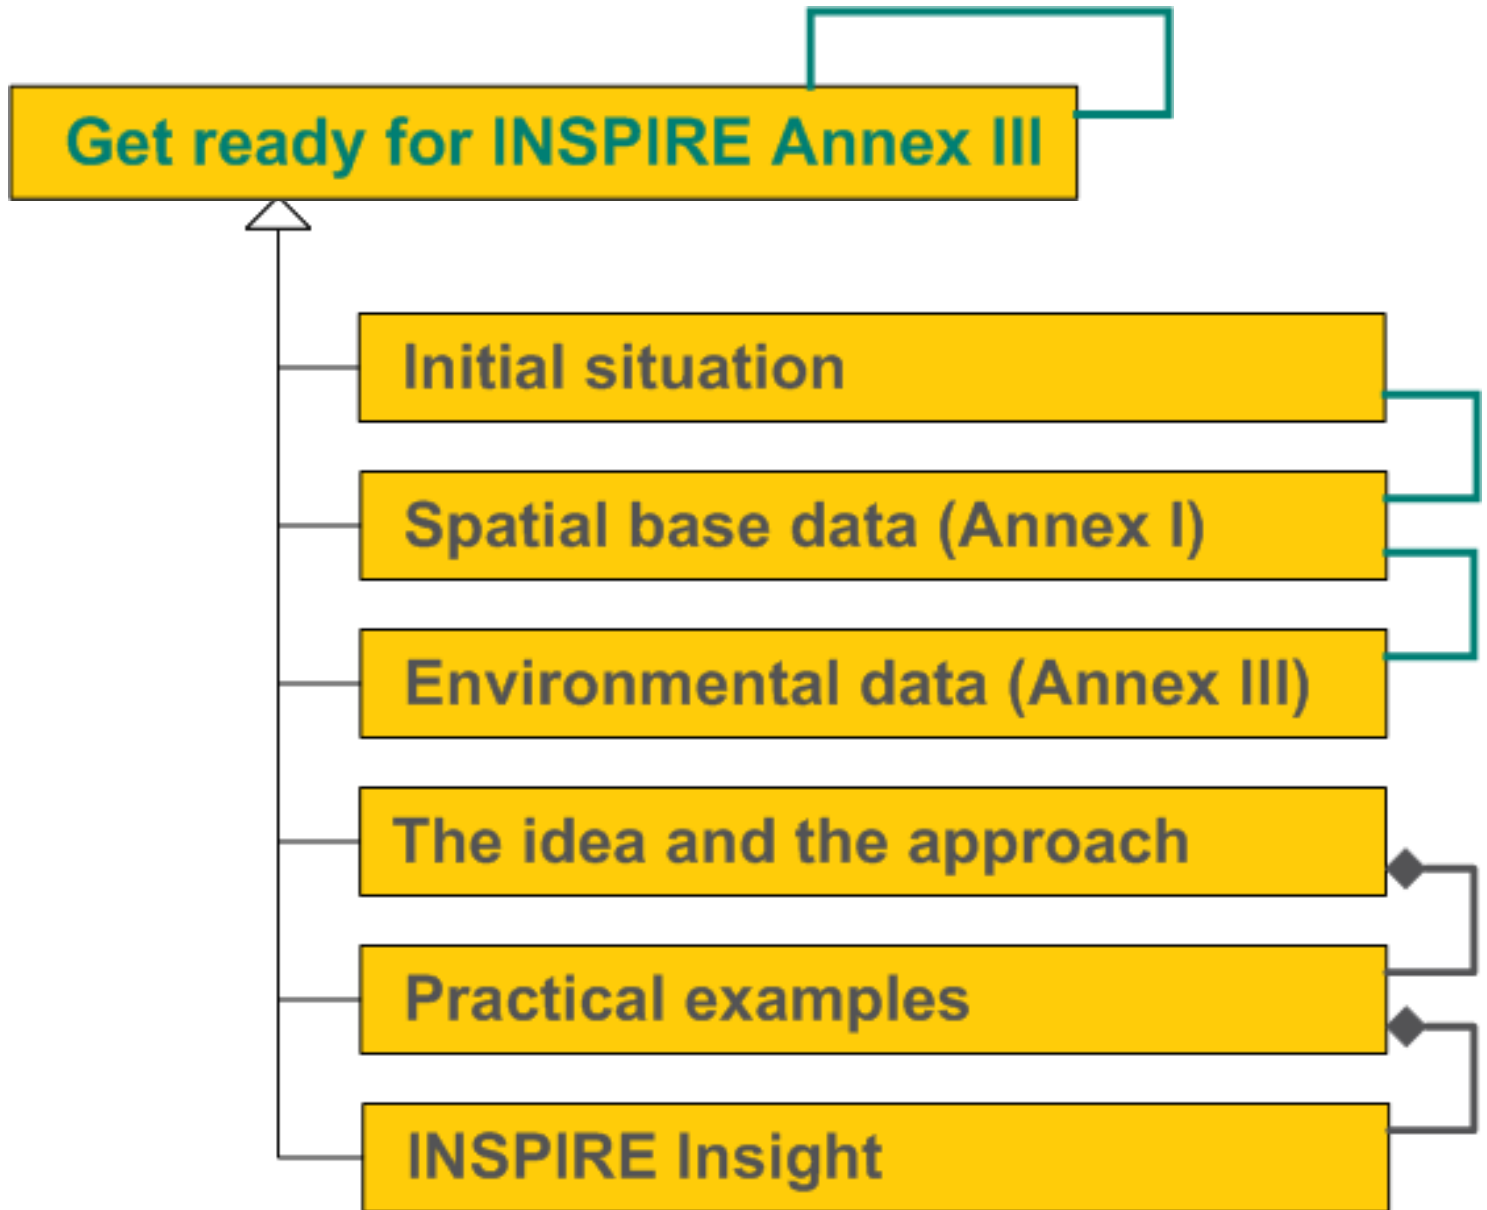 Get ready for INSPIRE Annex III
Initial situation
Spatial base data (Annex I)
Environmental data (Annex III)
The idea and the approach
Practical examples
INSPIRE Insight